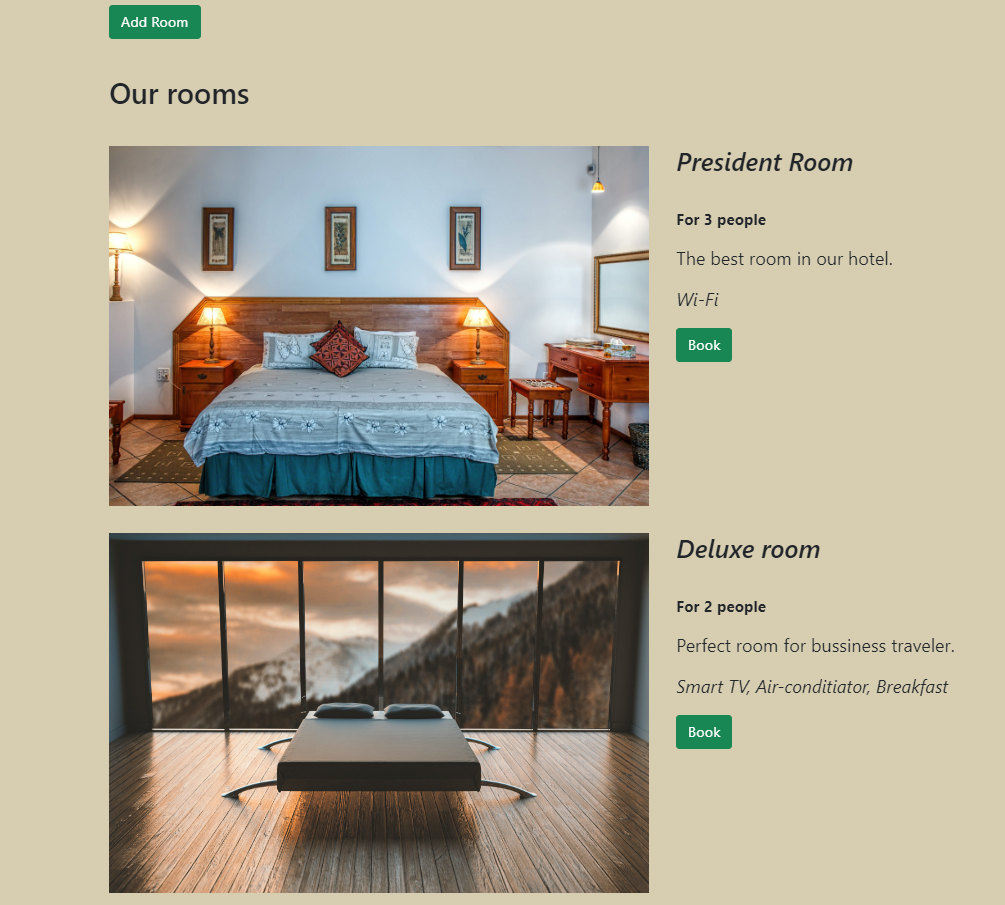 Add Room
Our rooms
President Room
For 3 people
The best room in our hotel.
Wi-Fi
Book
Deluxe room
For 2 people
Perfect room for bussiness traveler.
Smart TV, Air-conditiator, Breakfast
Book